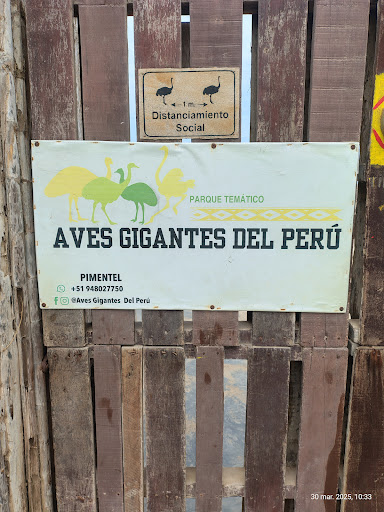 1 m.
Distanciamiento
Social
PARQUE TEMÁTICO
AVES GIGANTES DEL PERÚ
PIMENTEL
+51 948027750
@Aves Gigantes Del Perú
30 mar. 2025, 10:33